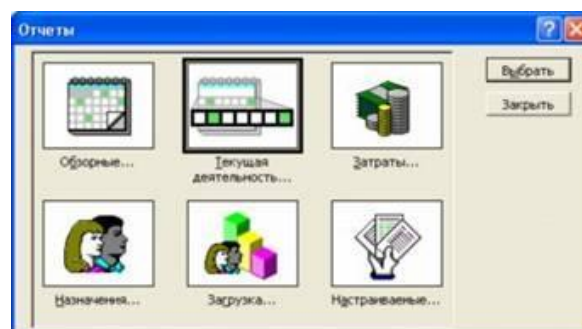 Отчеты
Выбрать
Закрыть
Обзорные...
Текущая
деятельность...
Затраты...
Назначения...
Загрузка...
Настраиваемые...